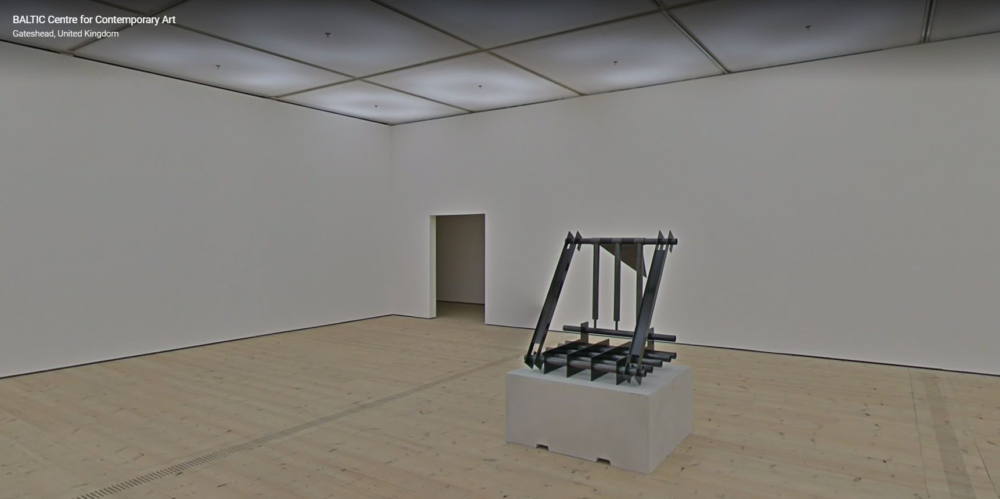 BALTIC Centre for Contemporary Art
Gateshead, United Kingdom